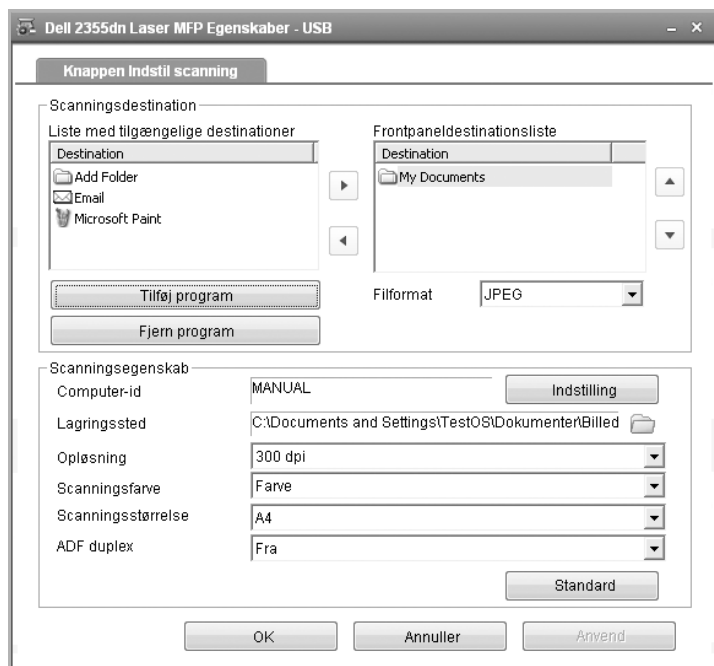 Dell 2355dn Laser MFP Egenskaber - USB
Knappen Indstil scanning
Scanningsdestination
Liste med tilgængelige destinationer
Destination
Add Folder
Email
Microsoft Paint
Tilføj program
Fjern program
Frontpaneldestinationsliste
Destination
My Documents
Filformat JPEG
Scanningsegenskab
Computer-id MANUAL Indstilling
Lagringssted C:\Documents and Settings\TestOS\Dokumenter\Billed
Opløsning 300 dpi
Scanningsfarve Farve
Scanningsstørrelse A4
ADF duplex Fra
Standard
OK Annuller Anvend